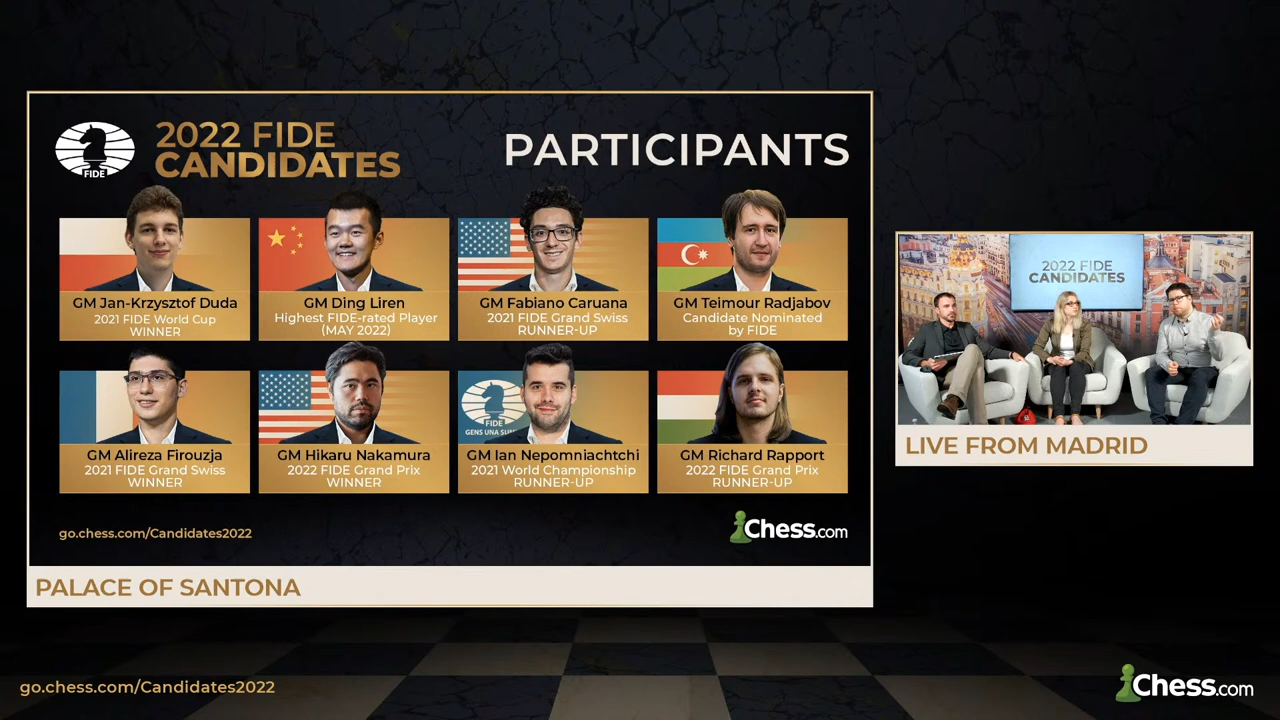 2022 FIDE
CANDIDATES
PARTICIPANTS
FIDE
GM Jan-Krzysztof Duda
2021 FIDE World Cup
WINNER
GM Ding Liren
Highest FIDE-rated Player
(MAY 2022)
GM Fabiano Caruana
2021 FIDE Grand Swiss
RUNNER-UP
GM Teimour Radjabov
Candidate Nominated
by FIDE
GM Alireza Firouzja
2021 FIDE Grand Swiss
WINNER
GM Hikaru Nakamura
2022 FIDE Grand Prix
WINNER
FIDE
GENS UNA
GM Ian Nepomniachtchi
2021 World Championship
RUNNER-UP
GM Richard Rapport
2022 FIDE Grand Prix
RUNNER-UP
go.chess.com/Candidates2022
Chess.com
PALACE OF SANTONA
2022 FIDE
CANDIDATES
LIVE FROM MADRID
go.chess.com/Candidates2022
Chess.com